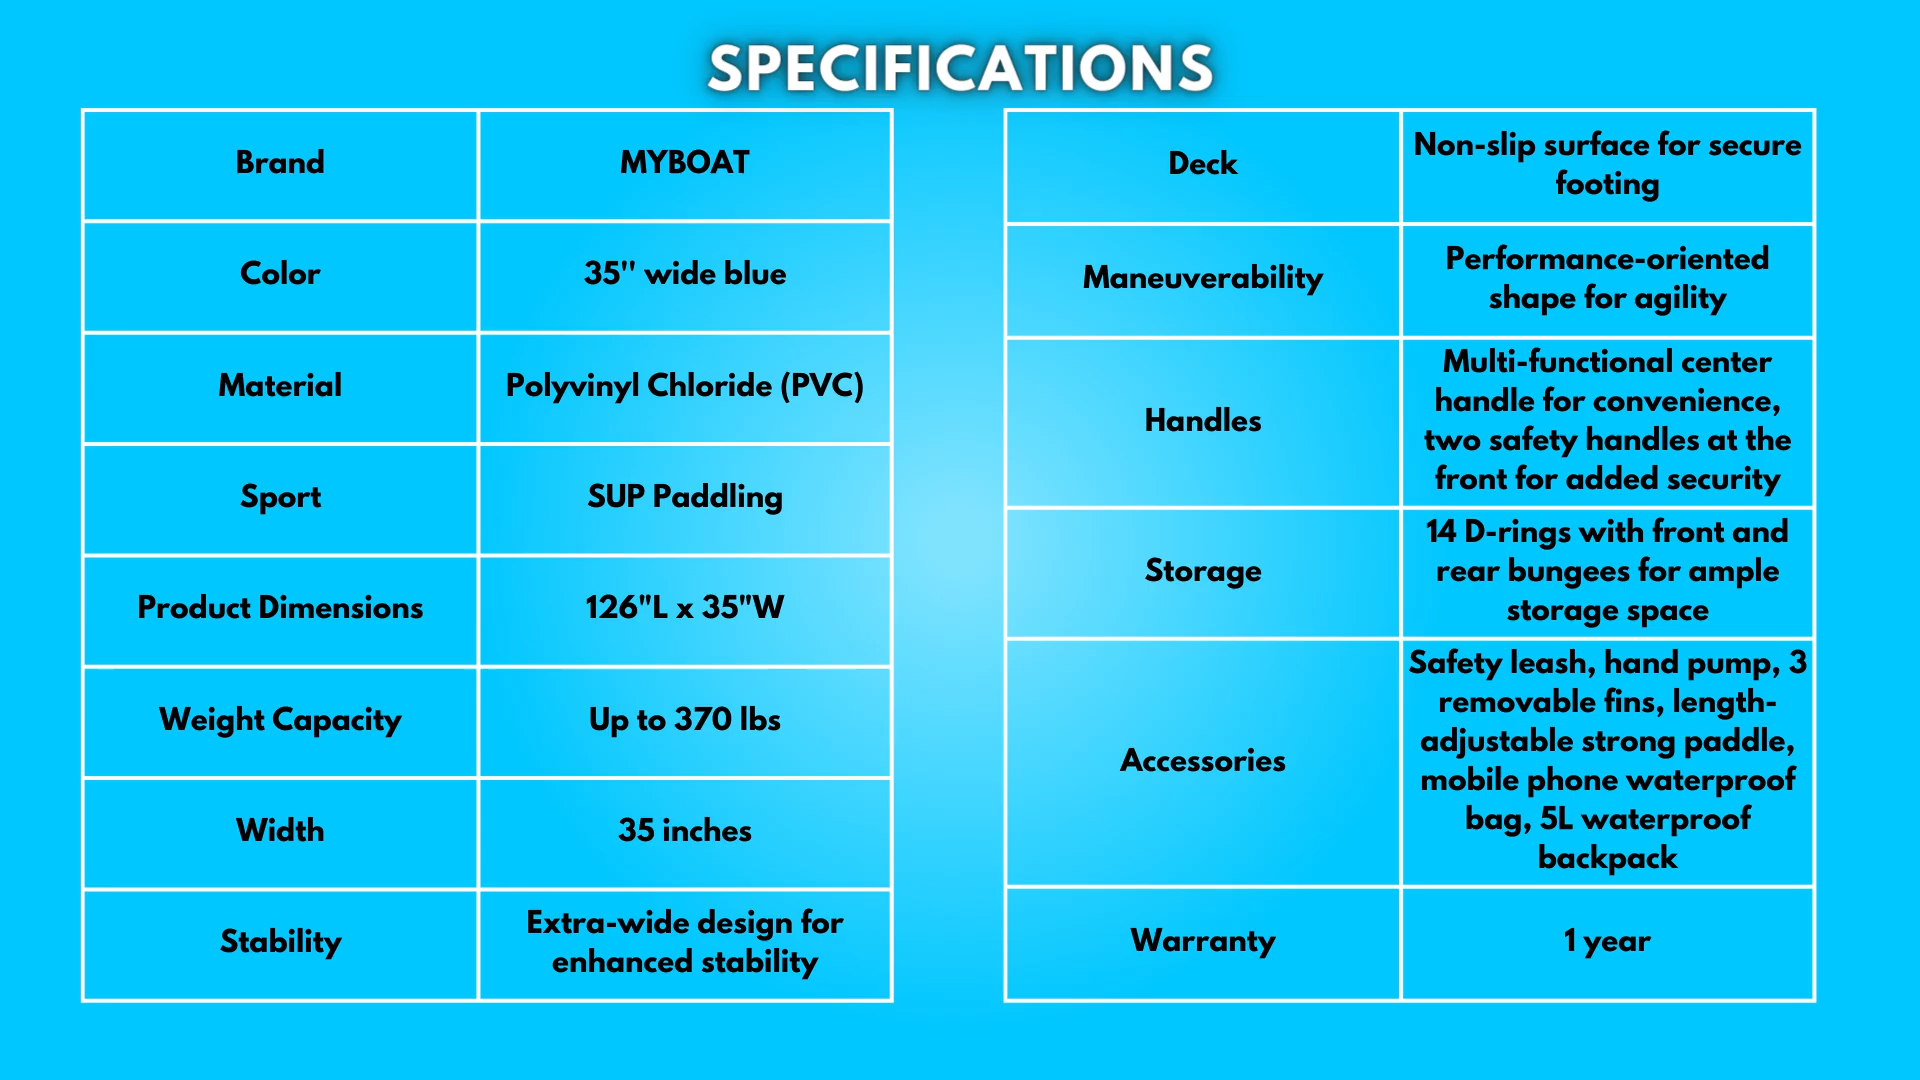 SPECIFICATIONS
Brand
MYBOAT
Color
35'' wide blue
Material
Polyvinyl Chloride (PVC)
Sport
SUP Paddling
Product Dimensions
126"L x 35"W
Weight Capacity
Up to 370 lbs
Width
35 inches
Stability
Extra-wide design for
enhanced stability
Deck
Non-slip surface for secure
footing
Maneuverability
Performance-oriented
shape for agility
Handles
Multi-functional center
handle for convenience,
two safety handles at the
front for added security
Storage
14 D-rings with front and
rear bungees for ample
storage space
Accessories
Safety leash, hand pump, 3
removable fins, length-
adjustable strong paddle,
mobile phone waterproof
bag, 5L waterproof
backpack
Warranty
1 year